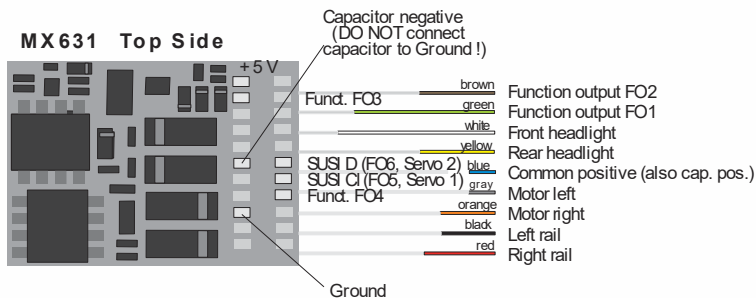 Capacitor negative
(DO NOT connect
capacitor to Ground !)
MX631 Top Side
+5V
Funct. FO3
brown Function output FO2
green Function output FO1
white Front headlight
yellow Rear headlight
SUSI D (FO6, Servo 2) blue Common positive (also cap. pos.)
SUSI Cl (FO5, Servo 1) gray Motor left
Funct. FO4
orange Motor right
black Left rail
red Right rail
Ground